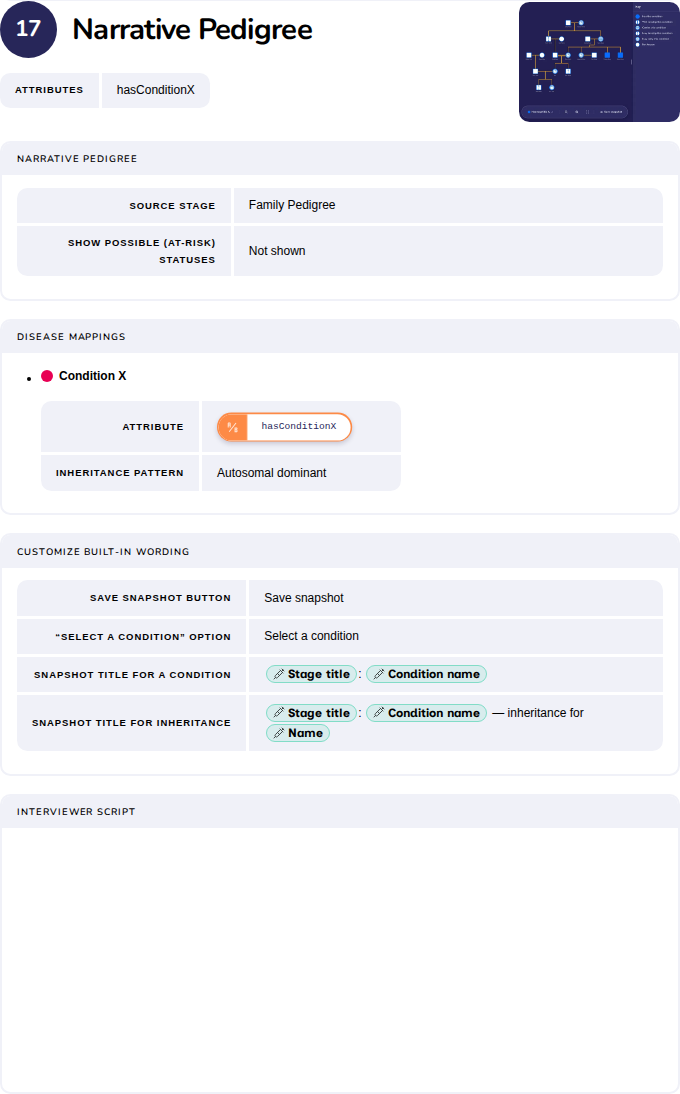 17
Narrative Pedigree
ATTRIBUTES
hasConditionX
NARRATIVE PEDIGREE
SOURCE STAGE
Family Pedigree
SHOW POSSIBLE (AT-RISK)
STATUSES
Not shown
DISEASE MAPPINGS
Condition X
ATTRIBUTE
hasConditionX
INHERITANCE PATTERN
Autosomal dominant
CUSTOMIZE BUILT-IN WORDING
SAVE SNAPSHOT BUTTON
Save snapshot
“SELECT A CONDITION” OPTION
Select a condition
SNAPSHOT TITLE FOR A CONDITION
Stage title : Condition name
SNAPSHOT TITLE FOR INHERITANCE
Stage title : Condition name — inheritance for
Name
INTERVIEWER SCRIPT